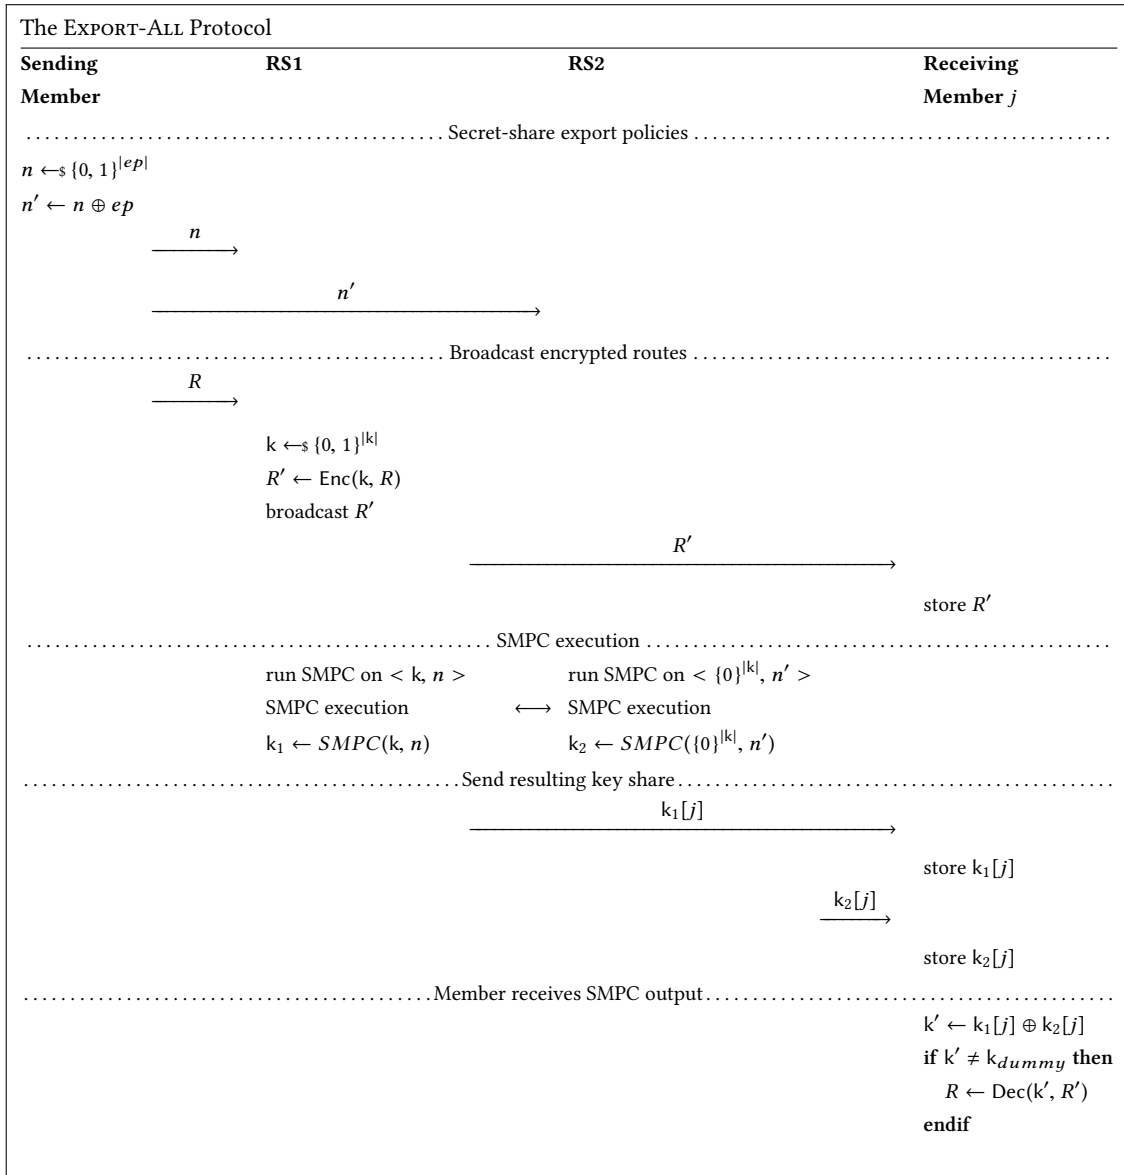 The EXPORT-ALL Protocol
Sending Member RS1 RS2 Receiving Member j
Secret-share export policies
n ←$ {0, 1}^|ep|
n′ ← n ⊕ ep
n
n′
Broadcast encrypted routes
R
k ←$ {0, 1}^|k|
R′ ← Enc(k, R)
broadcast R′
R′
store R′
SMPC execution
run SMPC on < k, n > run SMPC on < {0}^|k|, n′ >
SMPC execution ⟷ SMPC execution
k₁ ← SMPC(k, n) k₂ ← SMPC({0}^|k|, n′)
Send resulting key share
k₁[j]
store k₁[j]
k₂[j]
store k₂[j]
Member receives SMPC output
k′ ← k₁[j] ⊕ k₂[j]
if k′ ≠ k_dummy then
R ← Dec(k′, R′)
endif